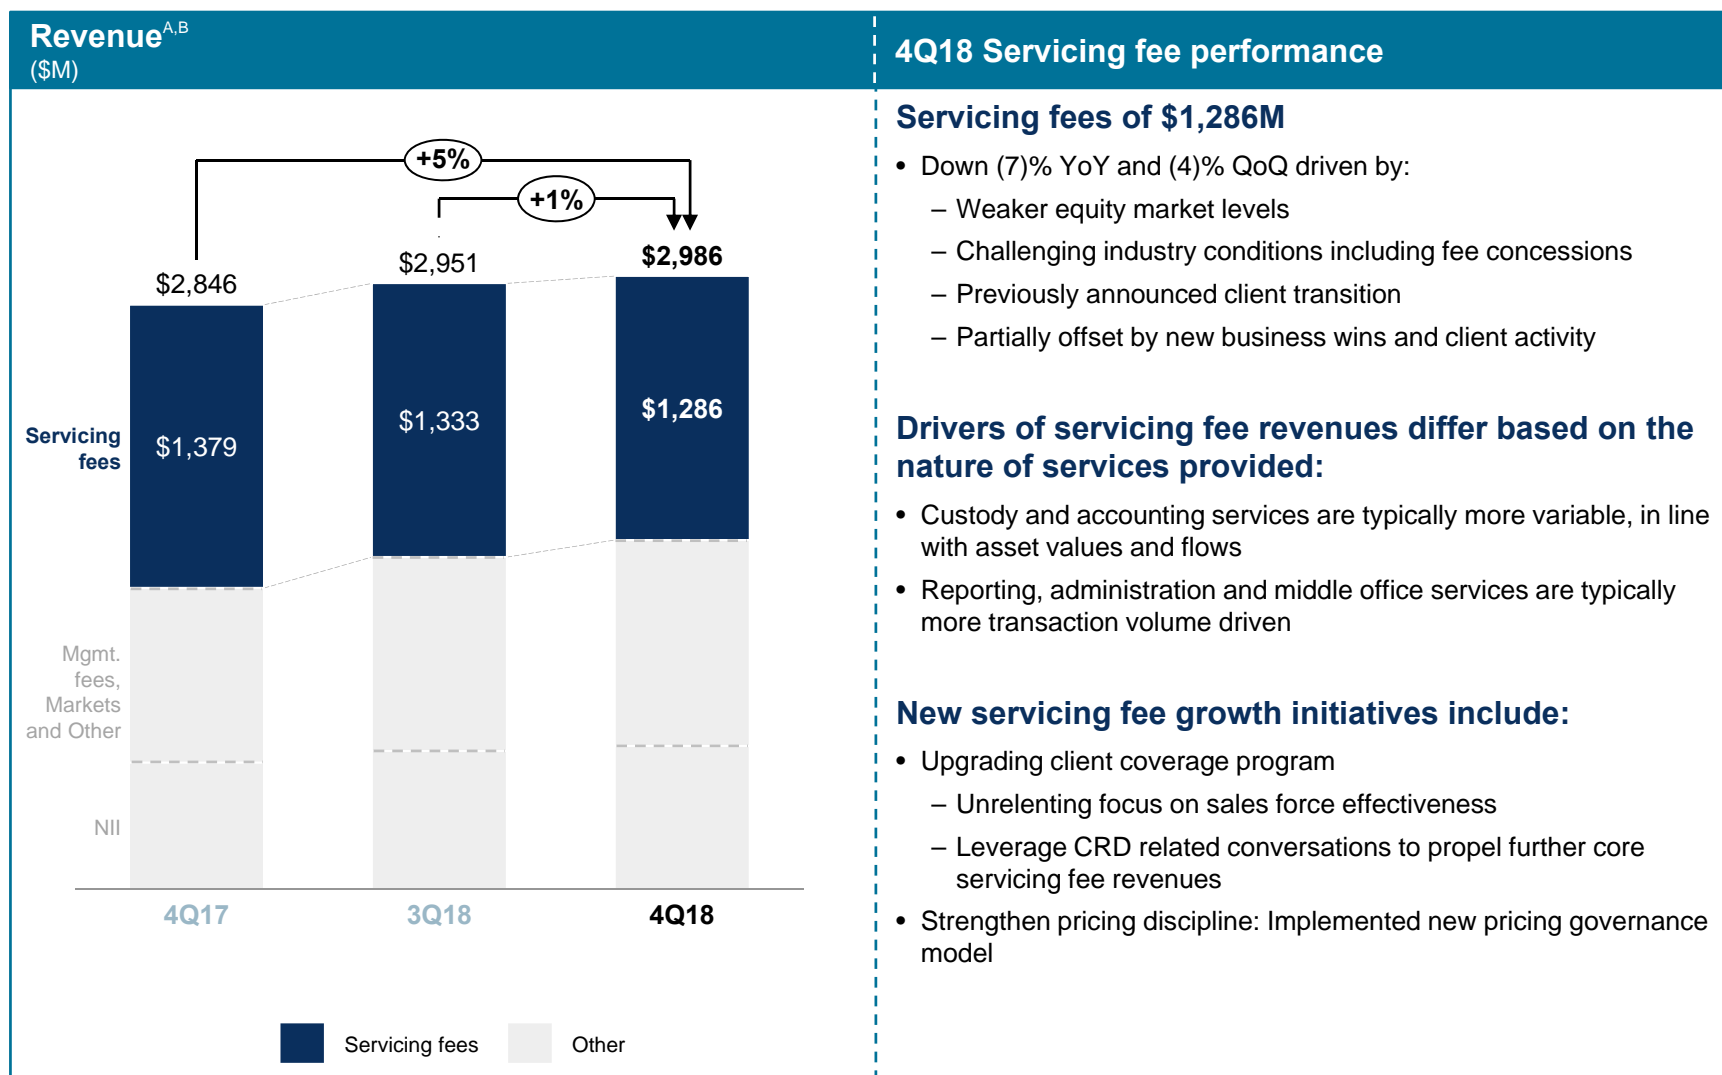 Revenue^A,B
($M)
+5%
+1%
$2,846
$2,951
$2,986
Servicing
fees
$1,379
$1,333
$1,286
Mgmt.
fees,
Markets
and Other
NII
4Q17
3Q18
4Q18
Servicing fees
Other
4Q18 Servicing fee performance
Servicing fees of $1,286M
• Down (7)% YoY and (4)% QoQ driven by:
– Weaker equity market levels
– Challenging industry conditions including fee concessions
– Previously announced client transition
– Partially offset by new business wins and client activity
Drivers of servicing fee revenues differ based on the
nature of services provided:
• Custody and accounting services are typically more variable, in line
with asset values and flows
• Reporting, administration and middle office services are typically
more transaction volume driven
New servicing fee growth initiatives include:
• Upgrading client coverage program
– Unrelenting focus on sales force effectiveness
– Leverage CRD related conversations to propel further core
servicing fee revenues
• Strengthen pricing discipline: Implemented new pricing governance
model